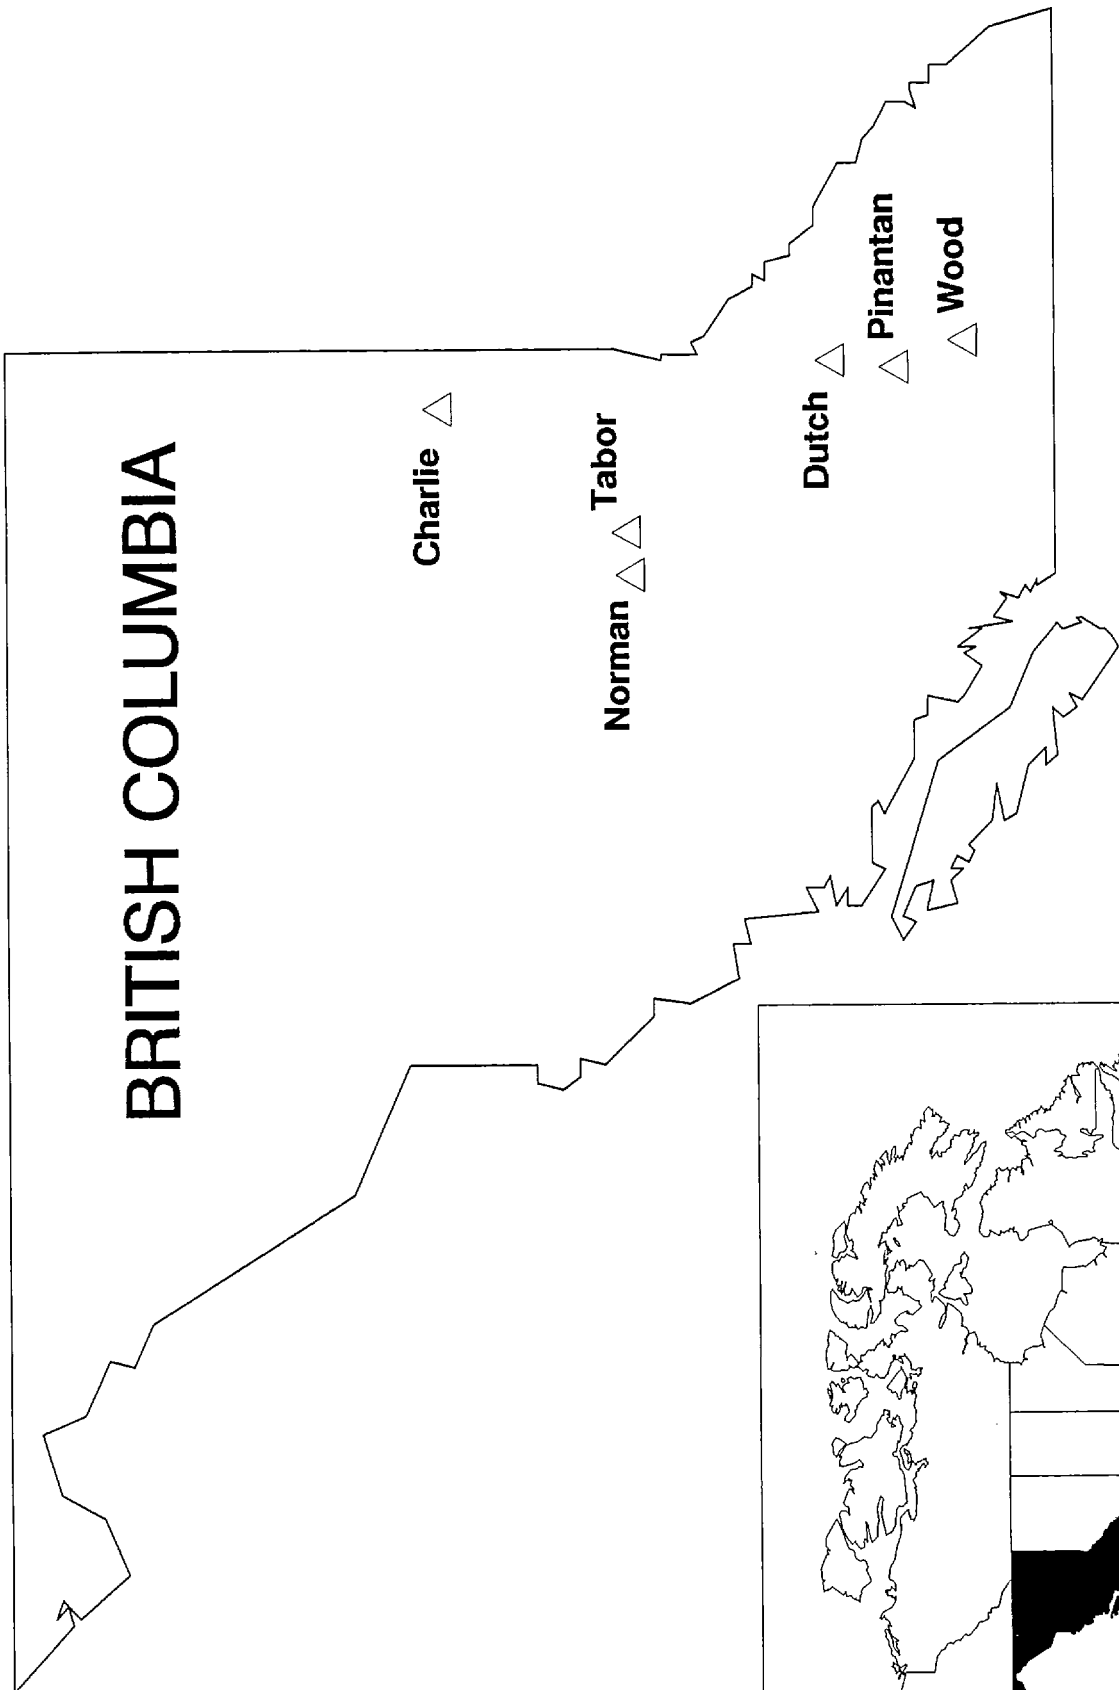 BRITISH COLUMBIA
Charlie
Tabor
Norman
Dutch
Pinantan
Wood